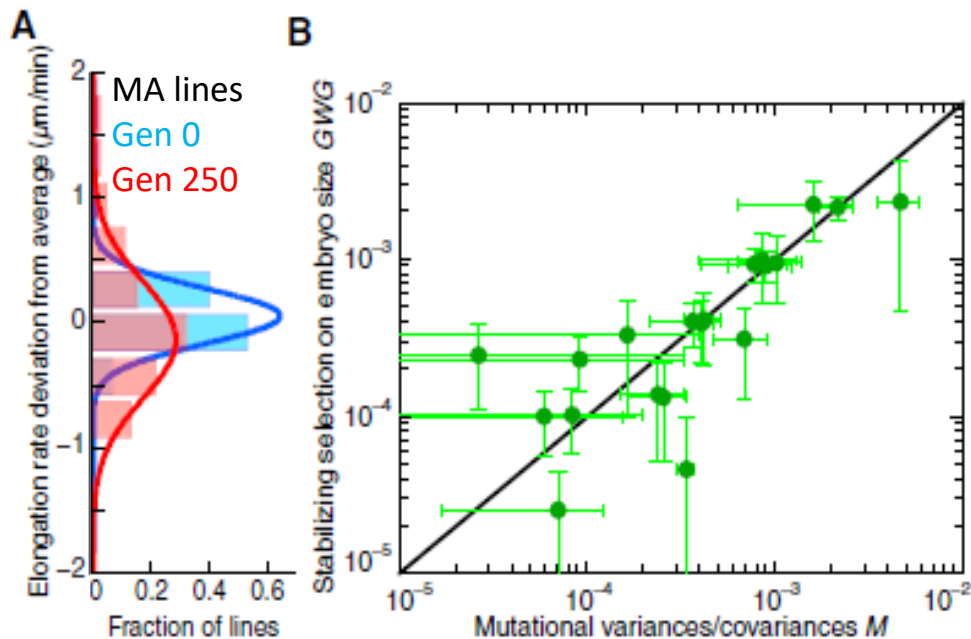 A
Elongation rate deviation from average (μm/min)
2
1
0
−1
−2
MA lines
Gen 0
Gen 250
0 0.2 0.4 0.6
Fraction of lines
B
Stabilizing selection on embryo size GWG
10⁻²
10⁻³
10⁻⁴
10⁻⁵
10⁻⁵ 10⁻⁴ 10⁻³ 10⁻²
Mutational variances/covariances M